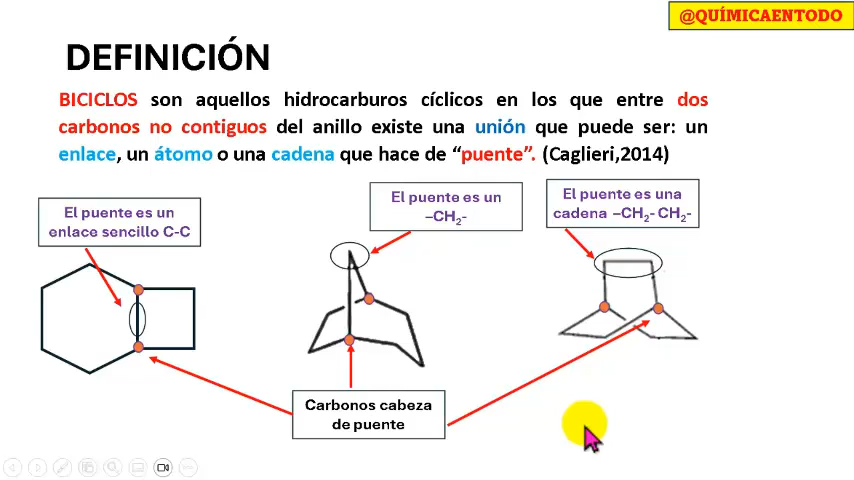 @QUÍMICAENTODO
DEFINICIÓN
BICICLOS son aquellos hidrocarburos cíclicos en los que entre dos
carbonos no contiguos del anillo existe una unión que puede ser: un
enlace, un átomo o una cadena que hace de “puente”. (Caglieri,2014)
El puente es un
enlace sencillo C-C
El puente es un
–CH₂-
El puente es una
cadena –CH₂- CH₂-
Carbonos cabeza
de puente